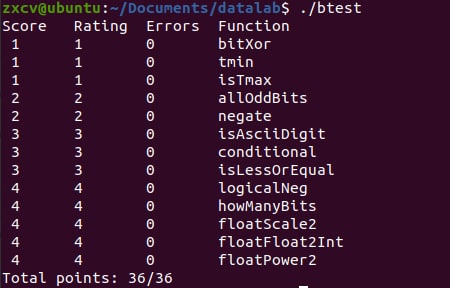 zxcv@ubuntu:~/Documents/datalab$ ./btest
Score Rating Errors Function
1 1 0 bitXor
1 1 0 tmin
1 1 0 isTmax
2 2 0 allOddBits
2 2 0 negate
3 3 0 isAsciiDigit
3 3 0 conditional
3 3 0 isLessOrEqual
4 4 0 logicalNeg
4 4 0 howManyBits
4 4 0 floatScale2
4 4 0 floatFloat2Int
4 4 0 floatPower2
Total points: 36/36